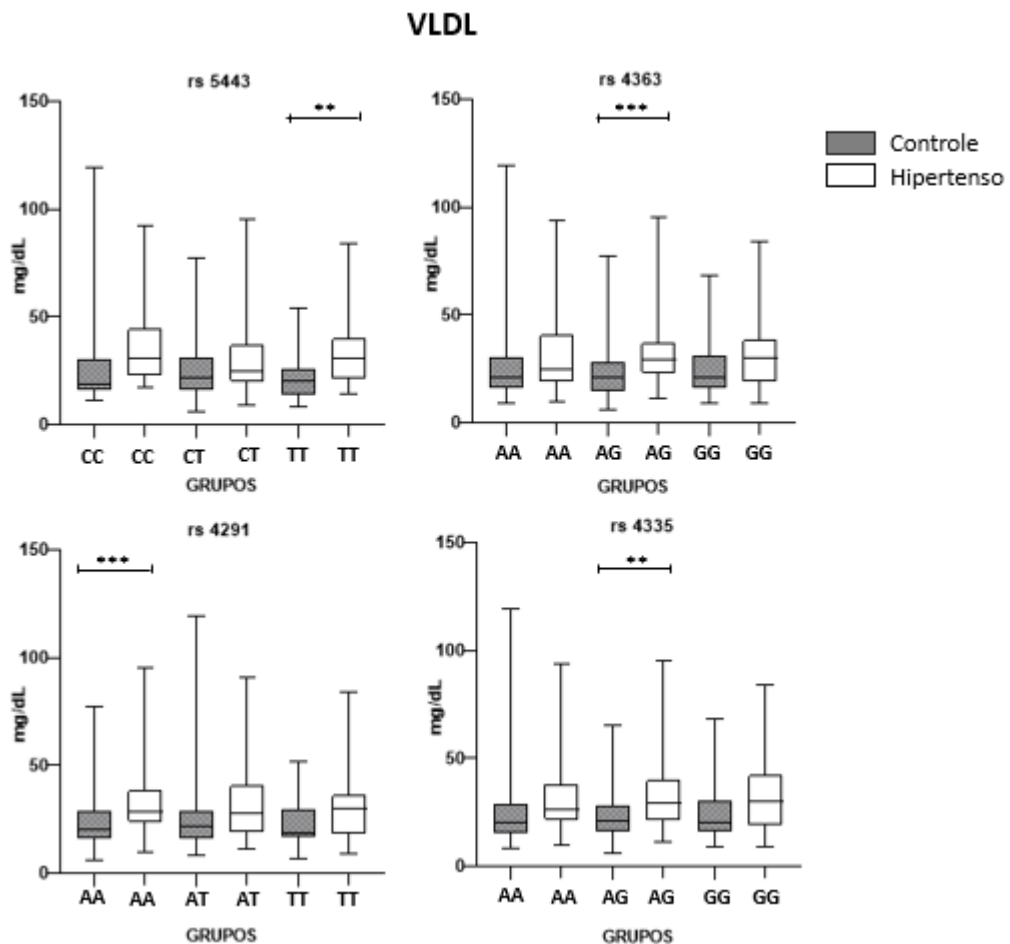 VLDL
rs 5443
150
100
50
0
mg/dL
**
CC CC CT CT TT TT
GRUPOS
rs 4363
150
100
50
0
mg/dL
***
AA AA AG AG GG GG
GRUPOS
Controle
Hipertenso
rs 4291
150
100
50
0
mg/dL
***
AA AA AT AT TT TT
GRUPOS
rs 4335
150
100
50
0
mg/dL
**
AA AA AG AG GG GG
GRUPOS